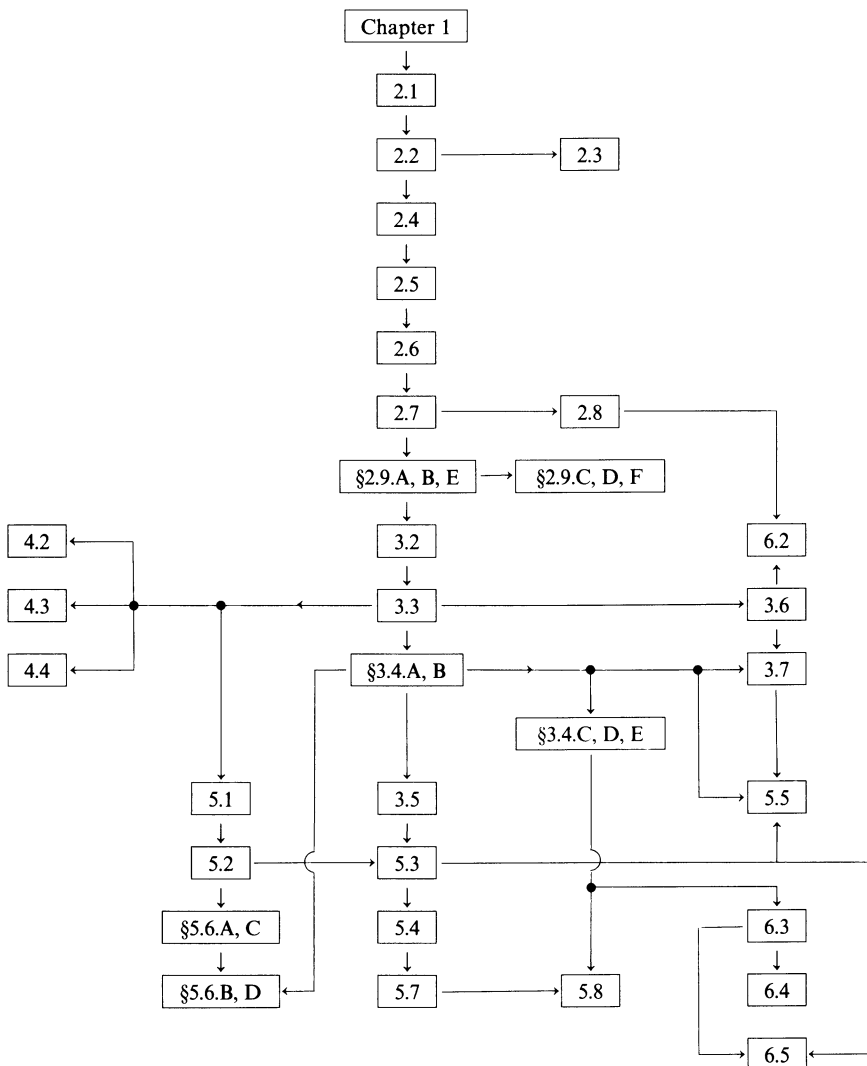 Chapter 1
2.1
2.2 2.3
2.4
2.5
2.6
2.7 2.8
§2.9.A, B, E §2.9.C, D, F
4.2 3.2 6.2
4.3 3.3 3.6
4.4 §3.4.A, B 3.7
§3.4.C, D, E
5.1 3.5 5.5
5.2 5.3
§5.6.A, C 5.4 6.3
§5.6.B, D 5.7 5.8 6.4
6.5